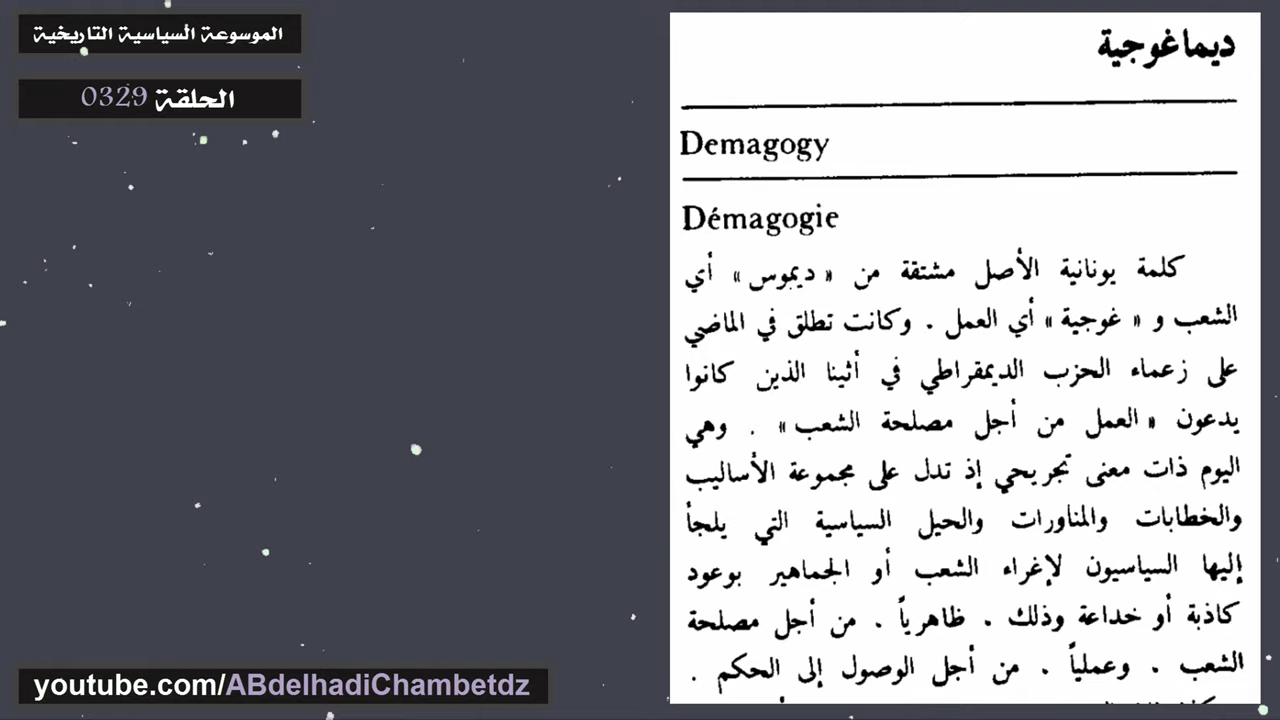 الموسوعة السياسية التاريخية
الحلقة 0329
ديماغوجية
Demagogy
Démagogie
كلمة يونانية الأصل مشتقة من «ديموس» أي
الشعب و «غوجية» أي العمل . وكانت تطلق في الماضي
على زعماء الحزب الديمقراطي في أثينا الذين كانوا
يدعون «العمل من أجل مصلحة الشعب» . وهي
اليوم ذات معنى تجريحي إذ تدل على مجموعة الأساليب
والخطابات والمناورات والحيل السياسية التي يلجأ
إليها السياسيون لإغراء الشعب أو الجماهير بوعود
كاذبة أو خداعة وذلك . ظاهرياً . من أجل مصلحة
الشعب . وعملياً . من أجل الوصول إلى الحكم .
youtube.com/ABdelhadiChambetdz